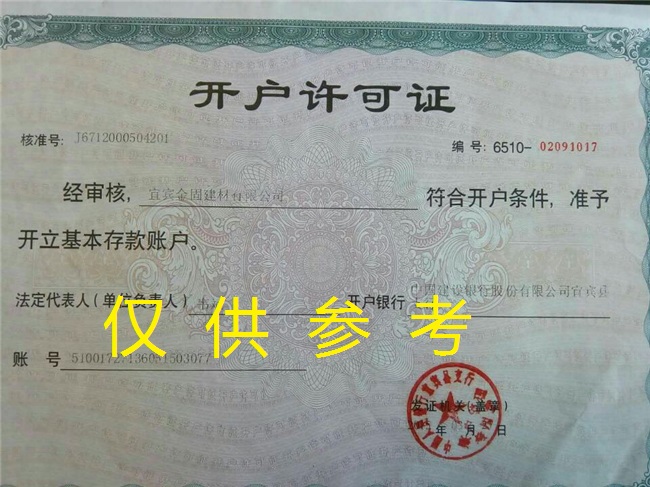 开户许可证
核准号: J6712000504201
编号: 6510-02091017
经审核, 宜宾金固建材有限公司 符合开户条件, 准予
开立基本存款账户。
法定代表人(单位负责人) 开户银行 中国建设银行股份有限公司宜宾县
账 号
仅供参考
发证机关(盖章)
年 月 日